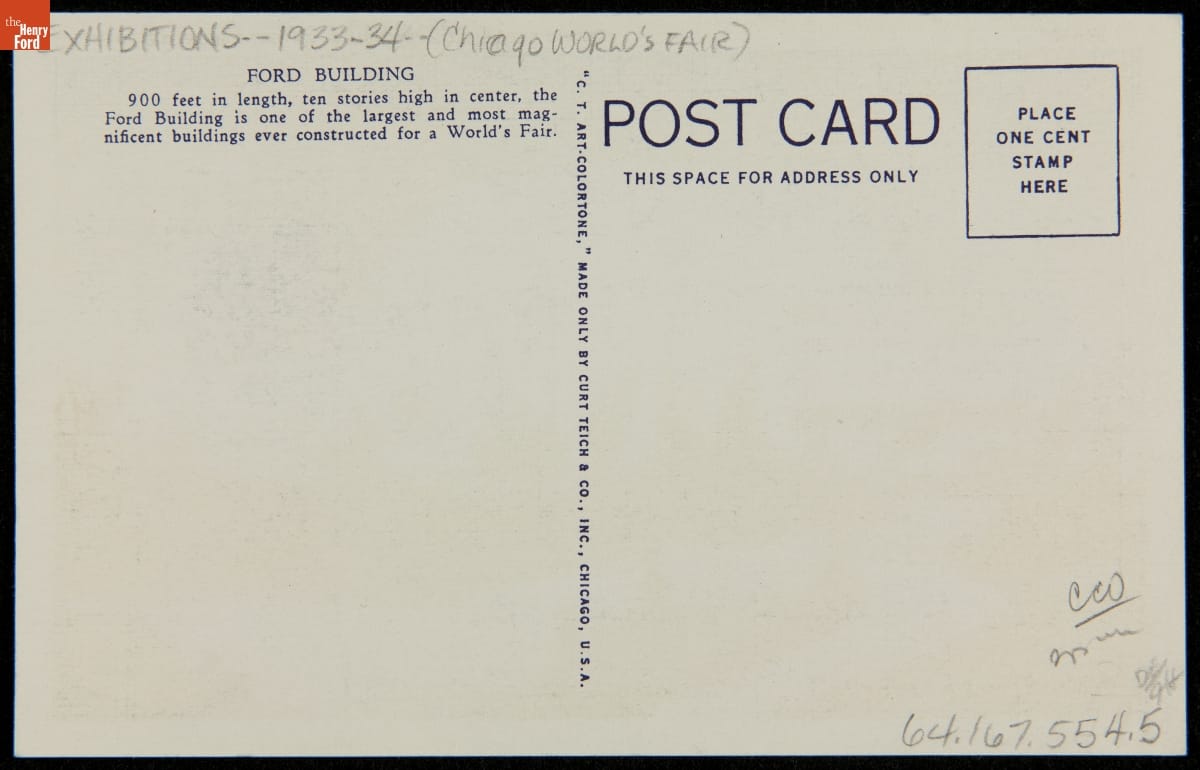 the
Henry
Ford
EXHIBITIONS--1933-34--(Chicago WORLD'S FAIR)
FORD BUILDING
900 feet in length, ten stories high in center, the
Ford Building is one of the largest and most mag-
nificent buildings ever constructed for a World's Fair.
"C. T. ART-COLORTONE," MADE ONLY BY CURT TEICH & CO., INC., CHICAGO, U.S.A.
POST CARD
THIS SPACE FOR ADDRESS ONLY
PLACE
ONE CENT
STAMP
HERE
64.167.554.5